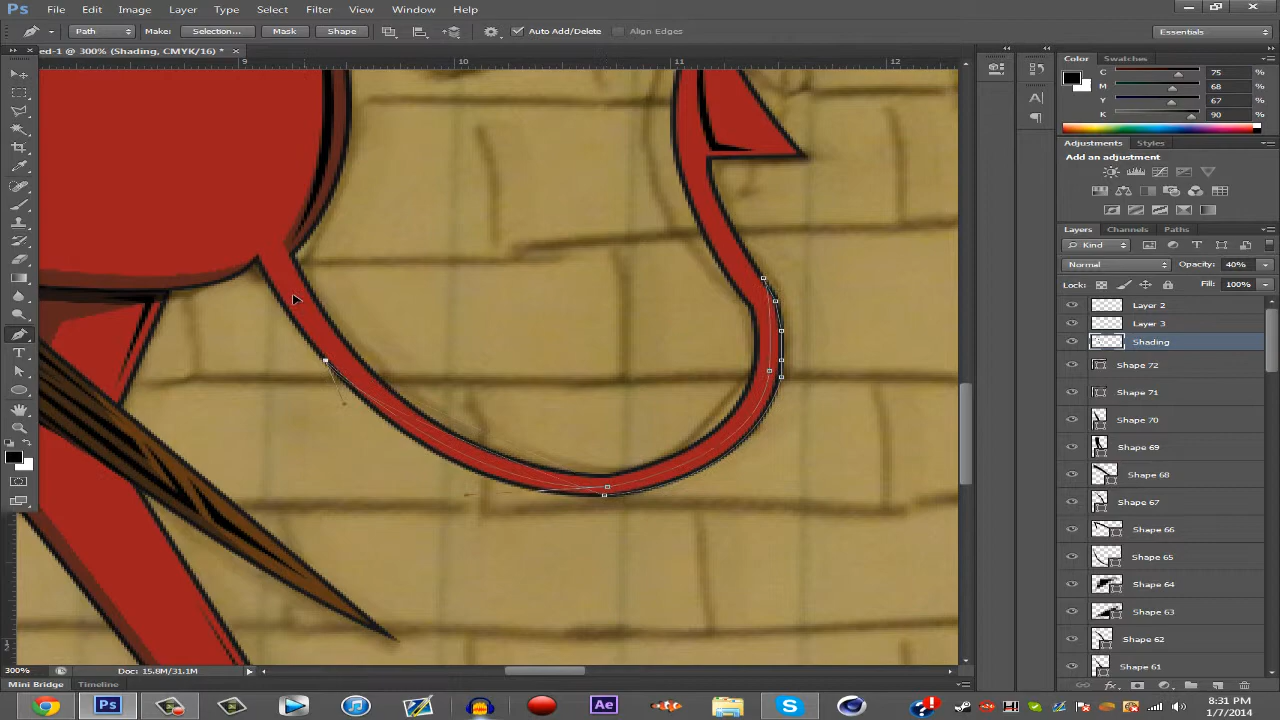 Ps File Edit Image Layer Type Select Filter View Window Help
Path Make: Selection... Mask Shape Auto Add/Delete Align Edges Essentials
ed-1 @ 300% (Shading, CMYK/16) * ×
9 10 11 12
Color Swatches
C 75 %
M 68 %
Y 67 %
K 90 %
Adjustments Styles
Add an adjustment
Layers Channels Paths
Kind
Normal Opacity: 40%
Lock: Fill: 100%
Layer 2
Layer 3
Shading
Shape 72
Shape 71
Shape 70
Shape 69
Shape 68
Shape 67
Shape 66
Shape 65
Shape 64
Shape 63
Shape 62
Shape 61
300% Doc: 15.8M/31.1M
Mini Bridge Timeline
Ps Ae
8:31 PM
1/7/2014